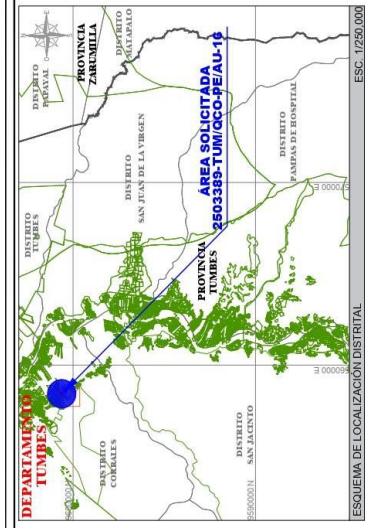 DEPARTAMENTO
TUMBES
DISTRITO
TUMBES
DISTRITO
PAPAYAL
PROVINCIA
ZARUMILLA
DISTRITO
MATAPALO
DISTRITO
CORRALES
DISTRITO
SAN JUAN DE LA VIRGEN
ÁREA SOLICITADA
2503389-TUM/QCO-PE/AU-16
PROVINCIA
TUMBES
DISTRITO
SAN JACINTO
DISTRITO
PAMPAS DE HOSPITAL
9590000 N
ESQUEMA DE LOCALIZACIÓN DISTRITAL
ESC. 1/250,000